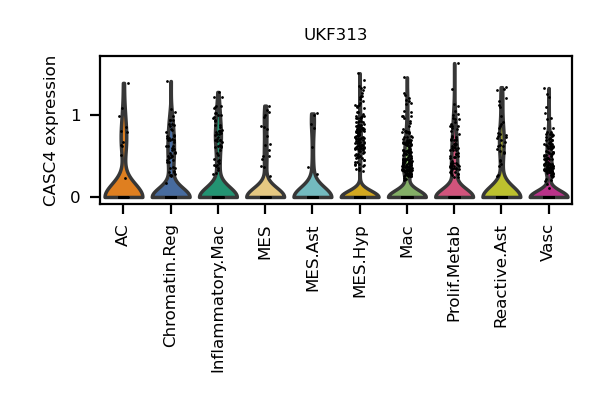 UKF313
CASC4 expression
1
0
AC
Chromatin.Reg
Inflammatory.Mac
MES
MES.Ast
MES.Hyp
Mac
Prolif.Metab
Reactive.Ast
Vasc